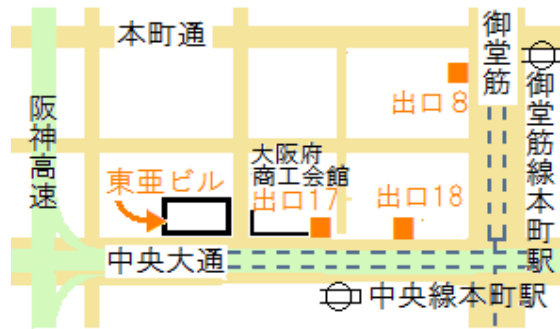 本町通
御堂筋
出口8
御堂筋線本町駅
阪神高速
大阪府
商工会館
東亜ビル
出口17
出口18
中央大通
中央線本町駅